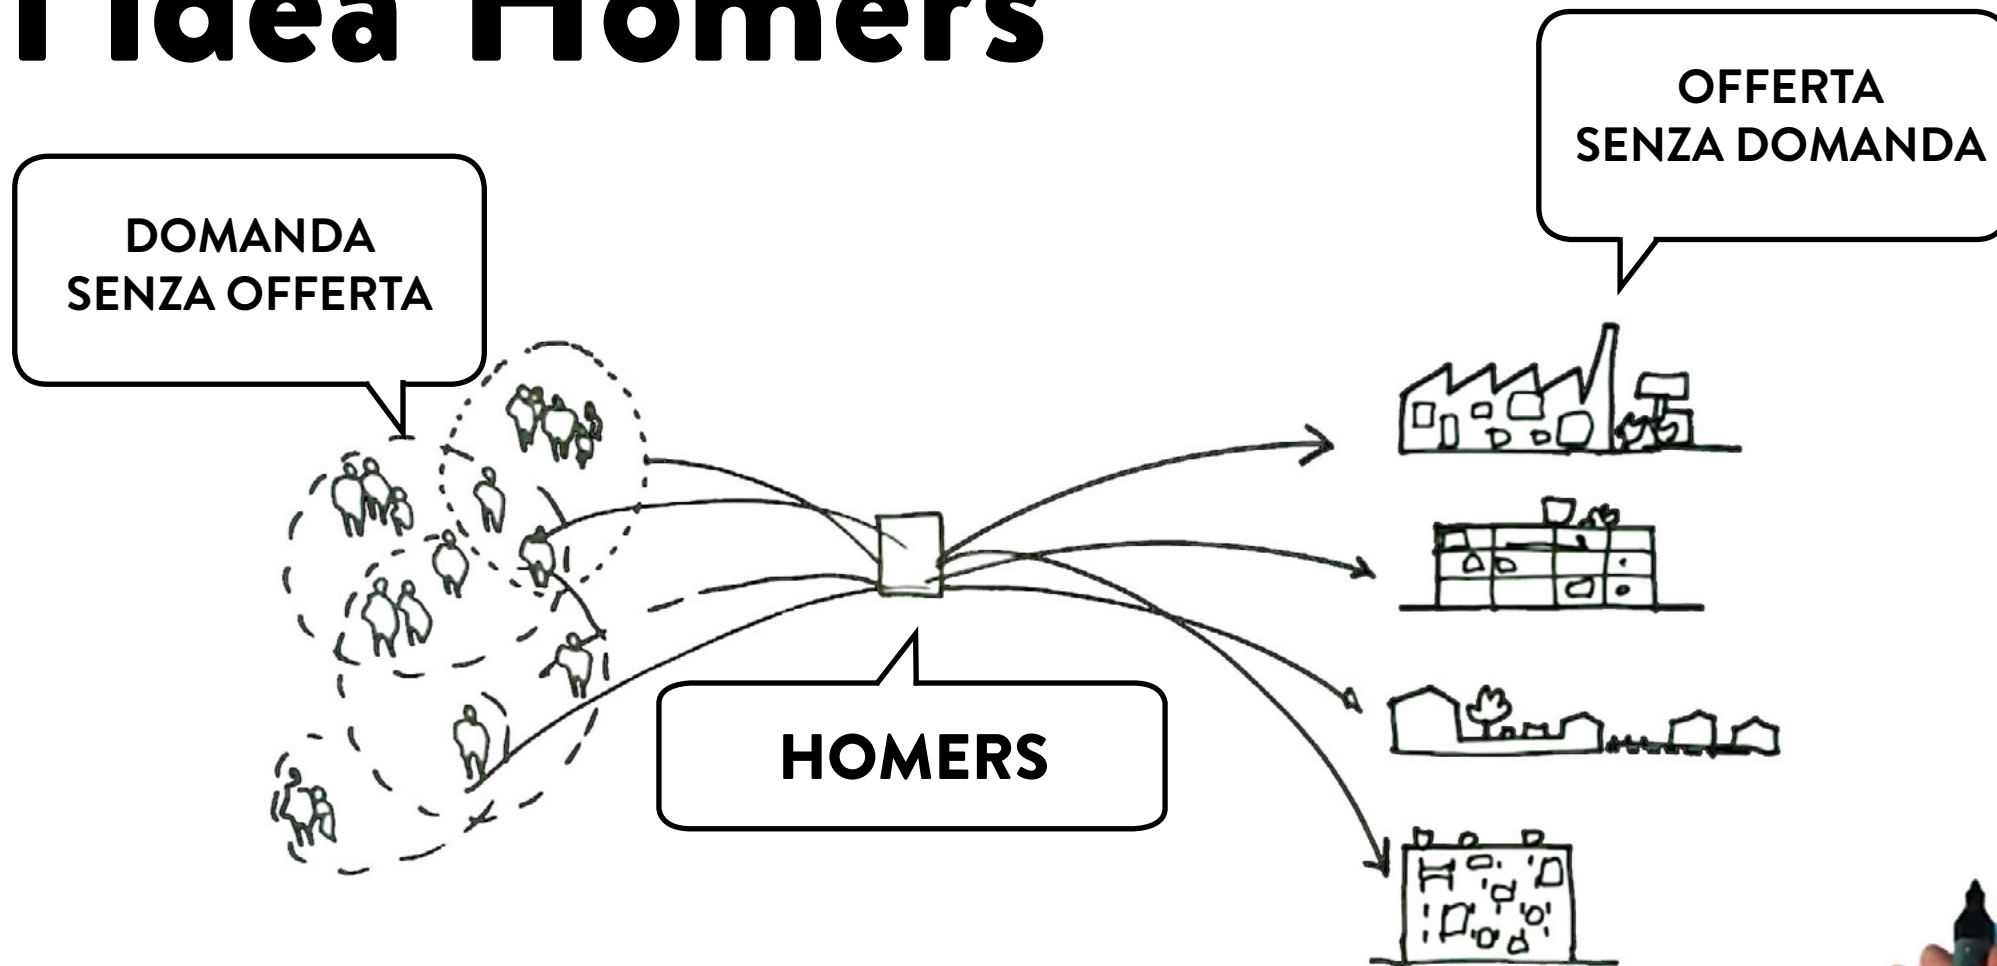 l'idea Homers
OFFERTA
SENZA DOMANDA
DOMANDA
SENZA OFFERTA
HOMERS